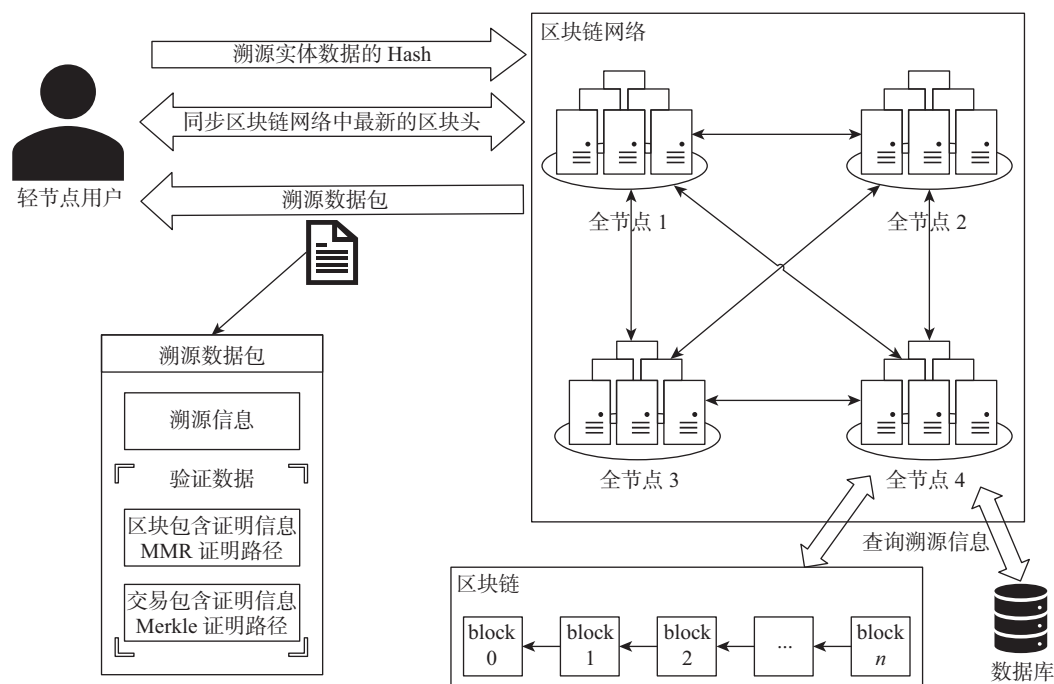 区块链网络
溯源实体数据的 Hash
同步区块链网络中最新的区块头
轻节点用户
溯源数据包
全节点 1
全节点 2
溯源数据包
溯源信息
验证数据
区块包含证明信息
MMR 证明路径
交易包含证明信息
Merkle 证明路径
全节点 3
全节点 4
查询溯源信息
区块链
block
0
block
1
block
2
...
block
n
数据库